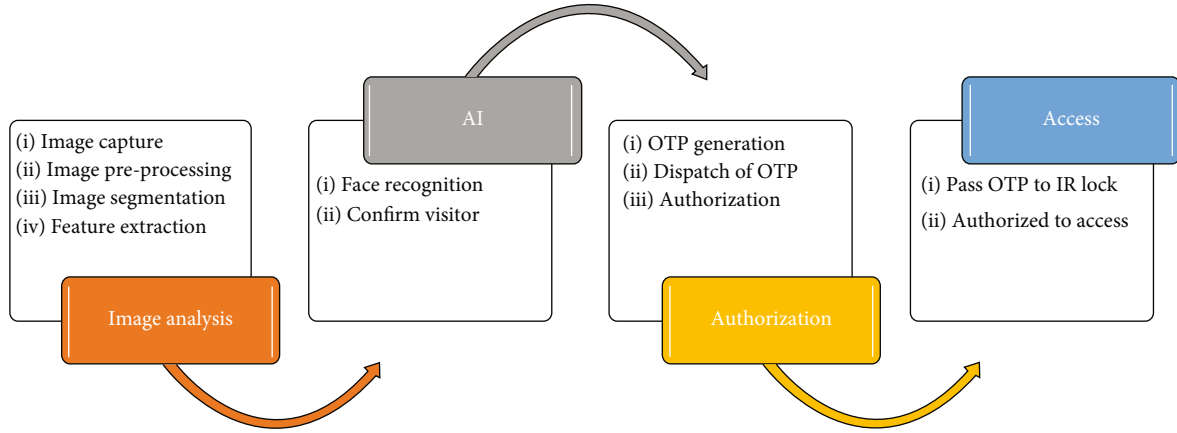 (i) Image capture
(ii) Image pre-processing
(iii) Image segmentation
(iv) Feature extraction
Image analysis
AI
(i) Face recognition
(ii) Confirm visitor
(i) OTP generation
(ii) Dispatch of OTP
(iii) Authorization
Authorization
Access
(i) Pass OTP to IR lock
(ii) Authorized to access